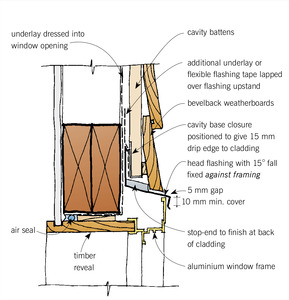 underlay dressed into
window opening
cavity battens
additional underlay or
flexible flashing tape lapped
over flashing upstand
bevelback weatherboards
cavity base closure
positioned to give 15 mm
drip edge to cladding
head flashing with 15° fall
fixed against framing
5 mm gap
10 mm min. cover
air seal
stop-end to finish at back
of cladding
timber
reveal
aluminium window frame